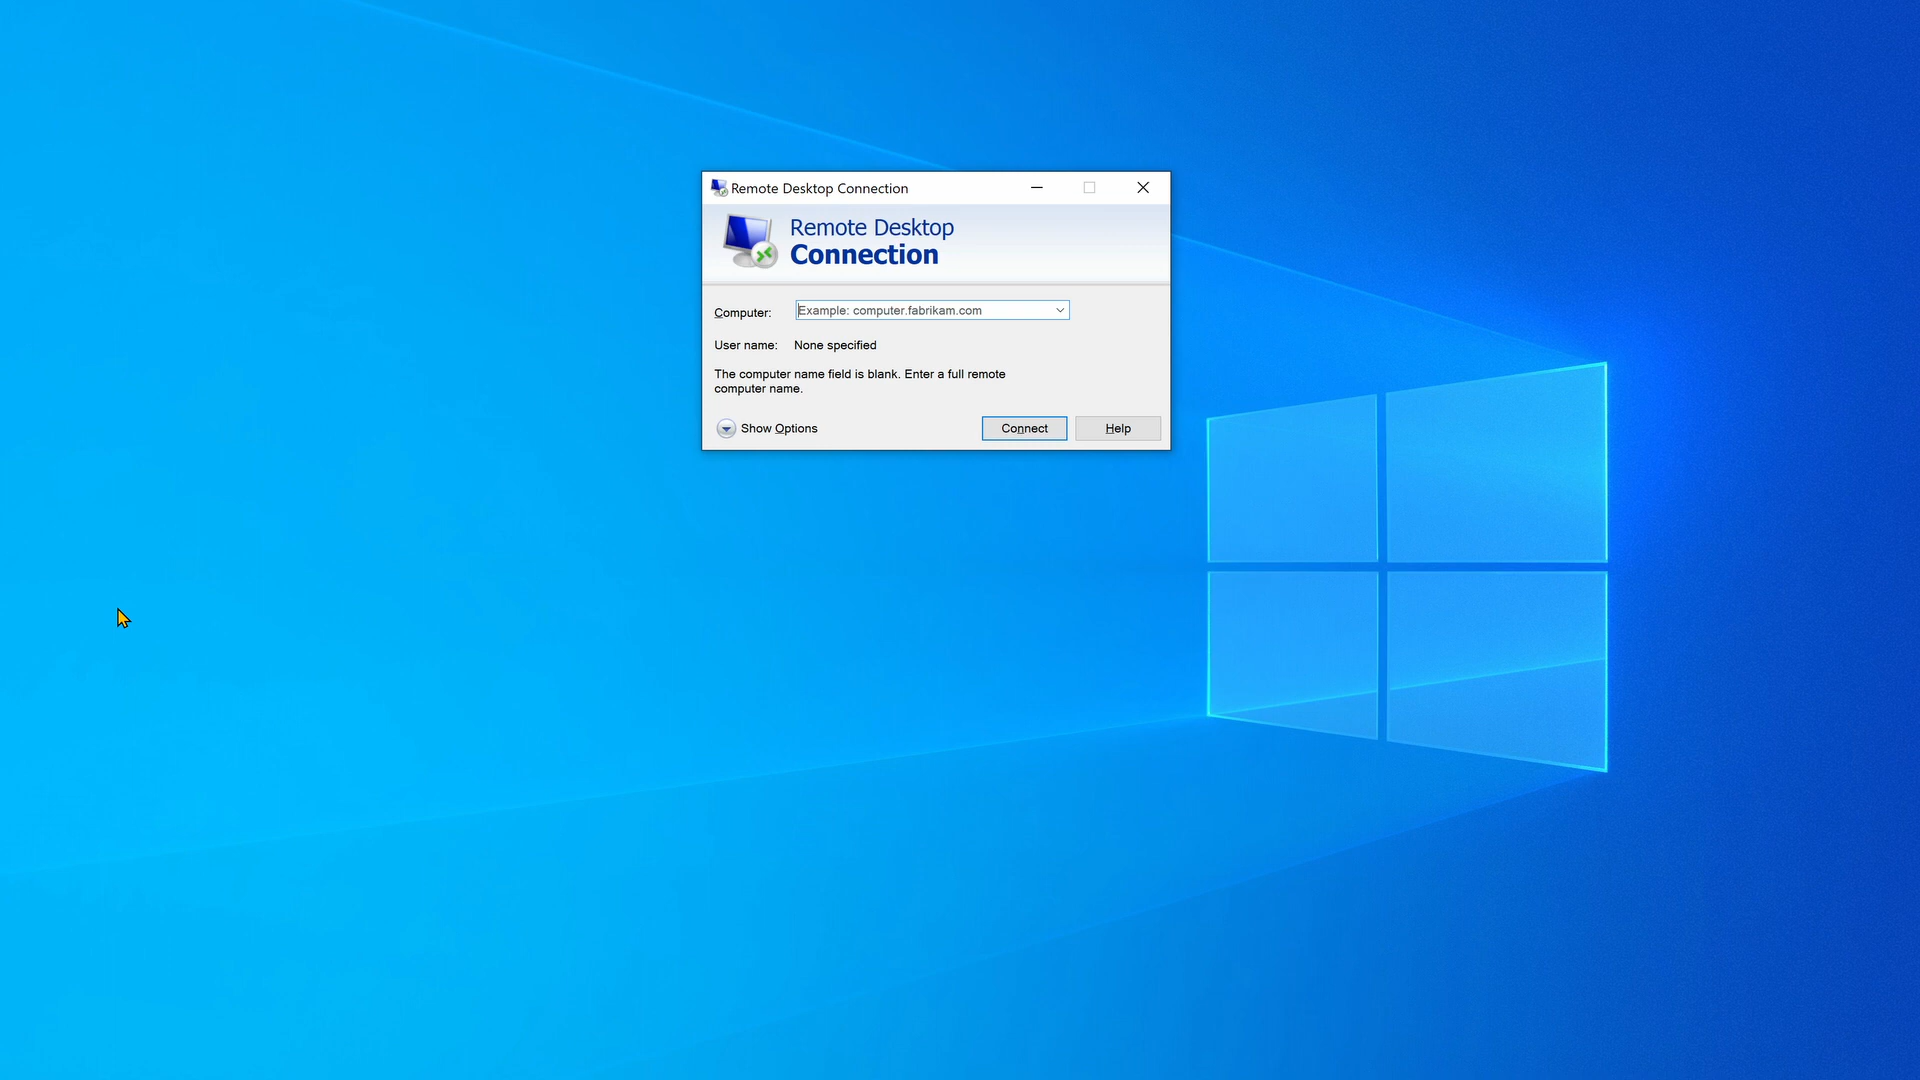 Remote Desktop Connection
Remote Desktop
Connection
Computer: Example: computer.fabrikam.com
User name: None specified
The computer name field is blank. Enter a full remote
computer name.
Show Options Connect Help